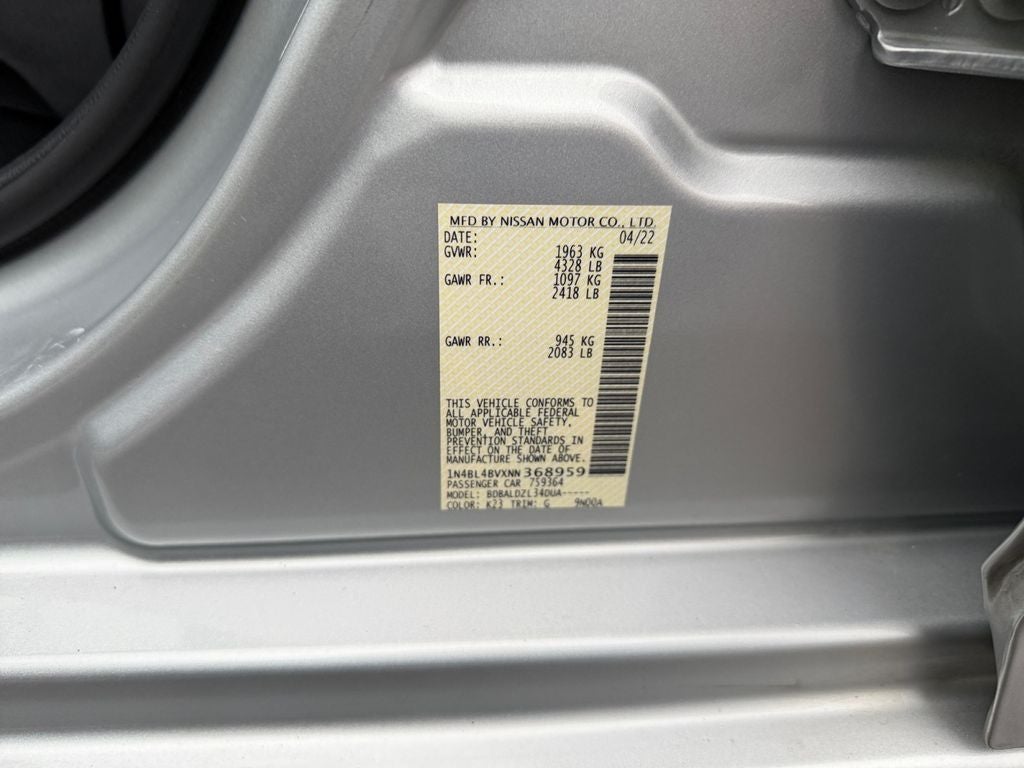 MFD BY NISSAN MOTOR CO., LTD.
DATE: 04/22
GVWR: 1963 KG
4328 LB
GAWR FR.: 1097 KG
2418 LB
GAWR RR.: 945 KG
2083 LB
THIS VEHICLE CONFORMS TO
ALL APPLICABLE FEDERAL
MOTOR VEHICLE SAFETY,
BUMPER, AND THEFT
PREVENTION STANDARDS IN
EFFECT ON THE DATE OF
MANUFACTURE SHOWN ABOVE.
1N4BL4BVXNN368959
PASSENGER CAR 759364
MODEL: BDBALDZL34DUA-----
COLOR: K23 TRIM: G 9N00A